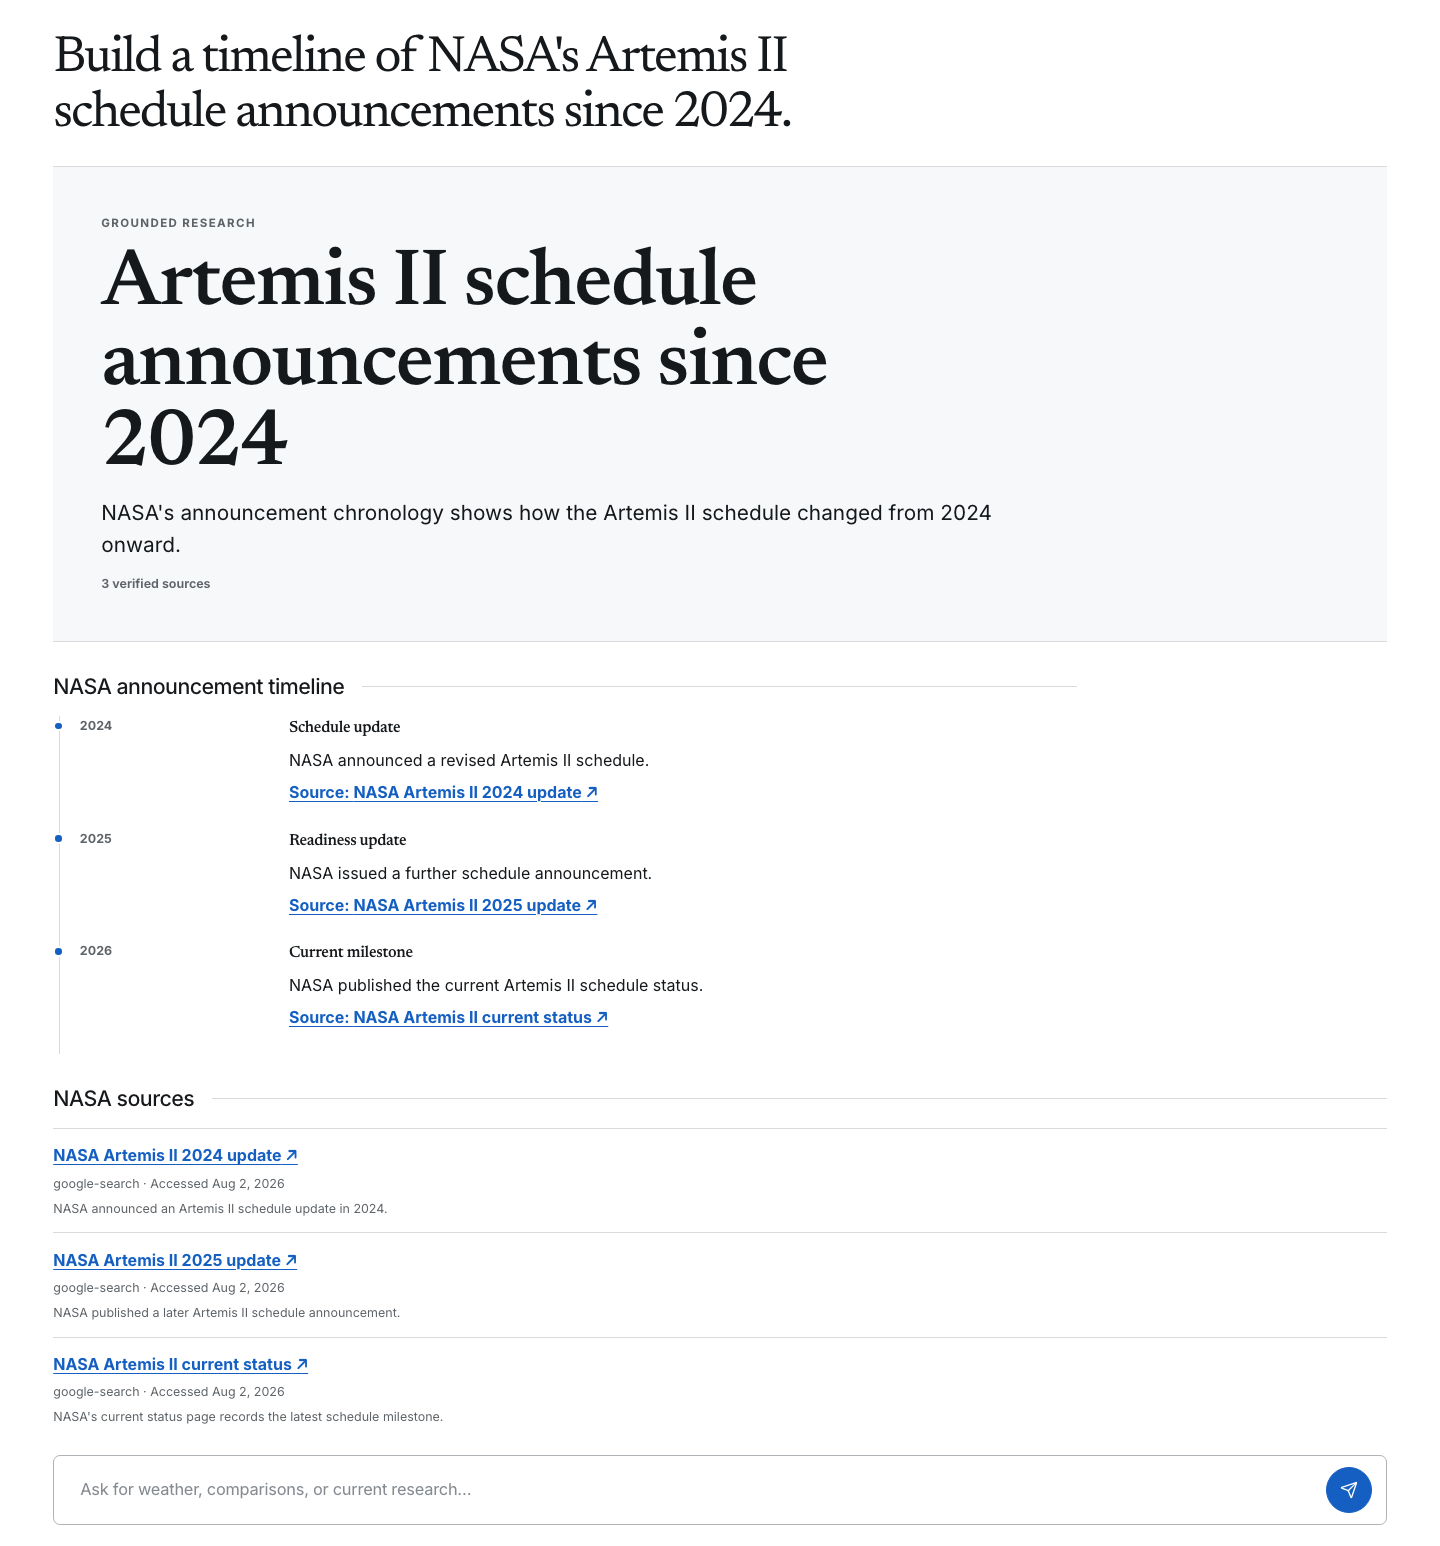 Build a timeline of NASA's Artemis II
schedule announcements since 2024.
GROUNDED RESEARCH
Artemis II schedule
announcements since
2024
NASA's announcement chronology shows how the Artemis II schedule changed from 2024
onward.
3 verified sources
NASA announcement timeline
2024
Schedule update
NASA announced a revised Artemis II schedule.
Source: NASA Artemis II 2024 update ↗
2025
Readiness update
NASA issued a further schedule announcement.
Source: NASA Artemis II 2025 update ↗
2026
Current milestone
NASA published the current Artemis II schedule status.
Source: NASA Artemis II current status ↗
NASA sources
NASA Artemis II 2024 update ↗
google-search · Accessed Aug 2, 2026
NASA announced an Artemis II schedule update in 2024.
NASA Artemis II 2025 update ↗
google-search · Accessed Aug 2, 2026
NASA published a later Artemis II schedule announcement.
NASA Artemis II current status ↗
google-search · Accessed Aug 2, 2026
NASA's current status page records the latest schedule milestone.
Ask for weather, comparisons, or current research...